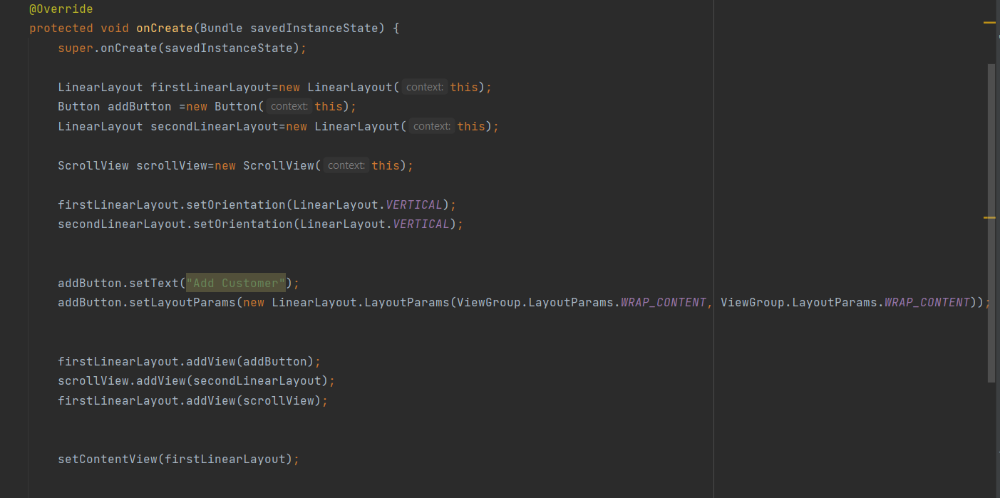 @Override
protected void onCreate(Bundle savedInstanceState) {
super.onCreate(savedInstanceState);
LinearLayout firstLinearLayout=new LinearLayout( context: this);
Button addButton =new Button( context: this);
LinearLayout secondLinearLayout=new LinearLayout( context: this);
ScrollView scrollView=new ScrollView( context: this);
firstLinearLayout.setOrientation(LinearLayout.VERTICAL);
secondLinearLayout.setOrientation(LinearLayout.VERTICAL);
addButton.setText("Add Customer");
addButton.setLayoutParams(new LinearLayout.LayoutParams(ViewGroup.LayoutParams.WRAP_CONTENT, ViewGroup.LayoutParams.WRAP_CONTENT));
firstLinearLayout.addView(addButton);
scrollView.addView(secondLinearLayout);
firstLinearLayout.addView(scrollView);
setContentView(firstLinearLayout);